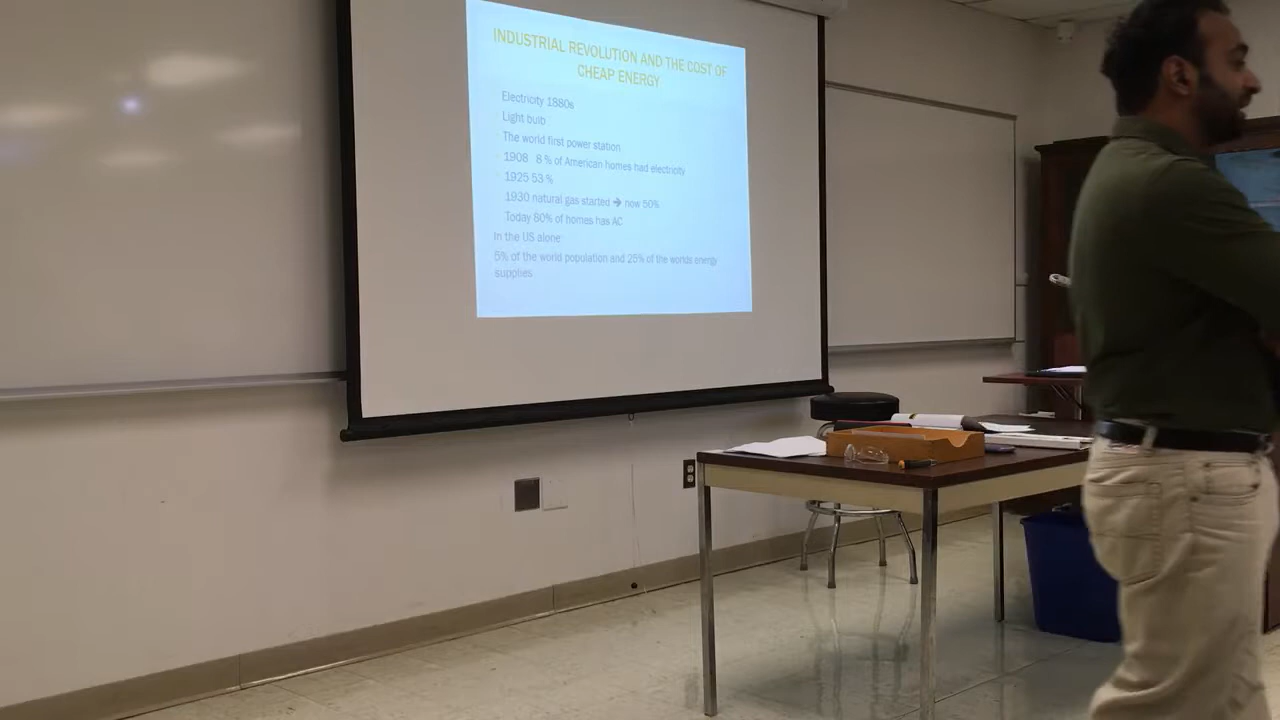 INDUSTRIAL REVOLUTION AND THE COST OF
CHEAP ENERGY
Electricity 1880s
Light bulb
The world first power station
1908 8 % of American homes had electricity
1925 53 %
1930 natural gas started → now 50%
Today 80% of homes has AC
In the US alone:
5% of the world population and 25% of the worlds energy
supplies